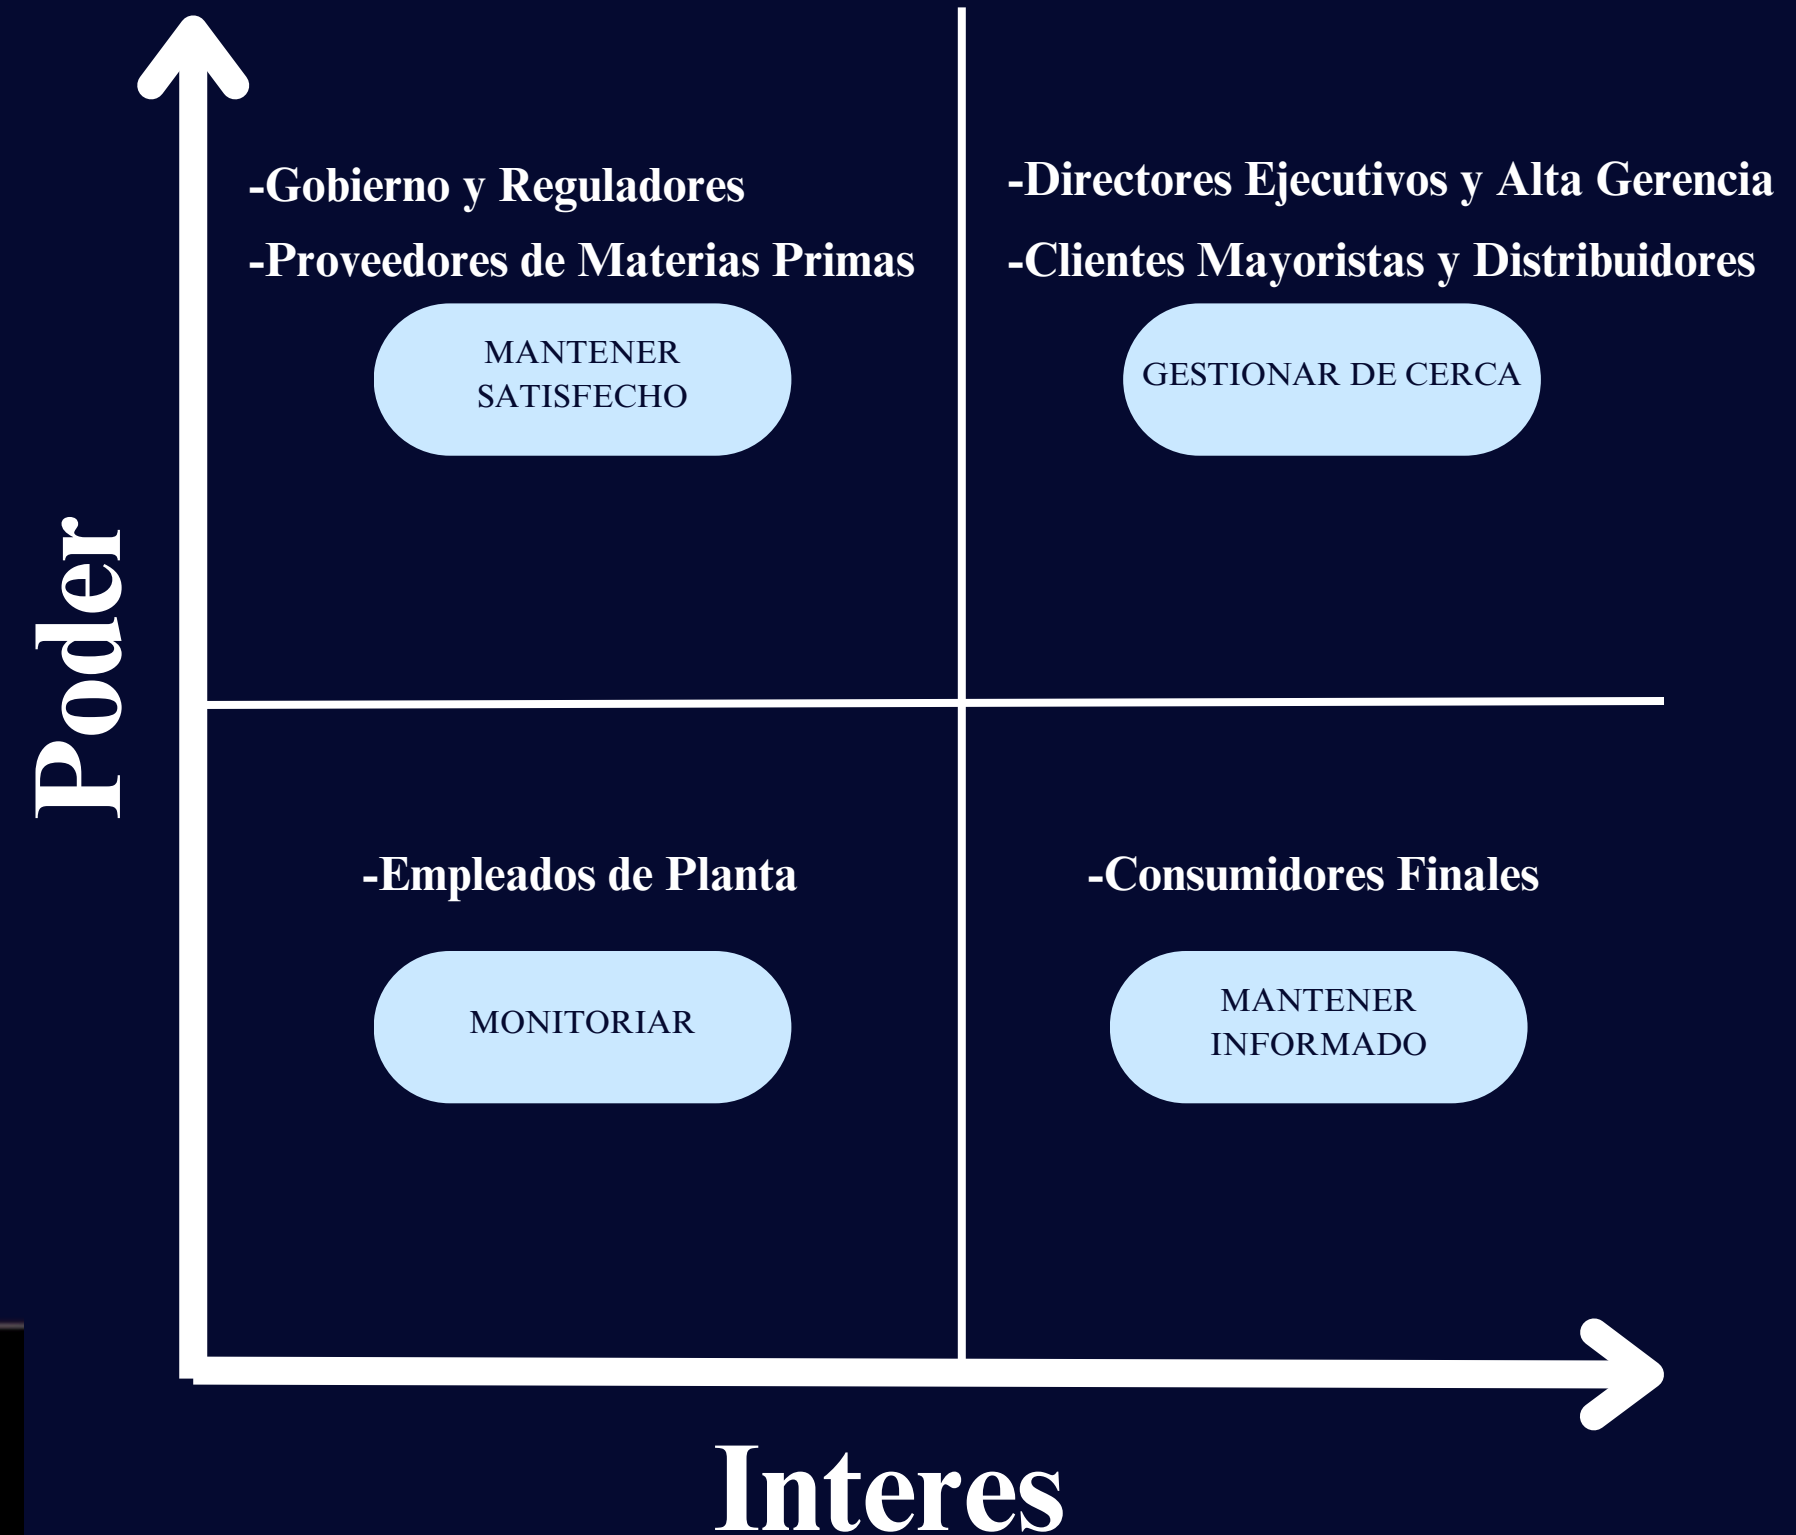 -Gobierno y Reguladores
-Proveedores de Materias Primas
MANTENER
SATISFECHO
-Directores Ejecutivos y Alta Gerencia
-Clientes Mayoristas y Distribuidores
GESTIONAR DE CERCA
Poder
-Empleados de Planta
MONITORIAR
-Consumidores Finales
MANTENER
INFORMADO
Interes